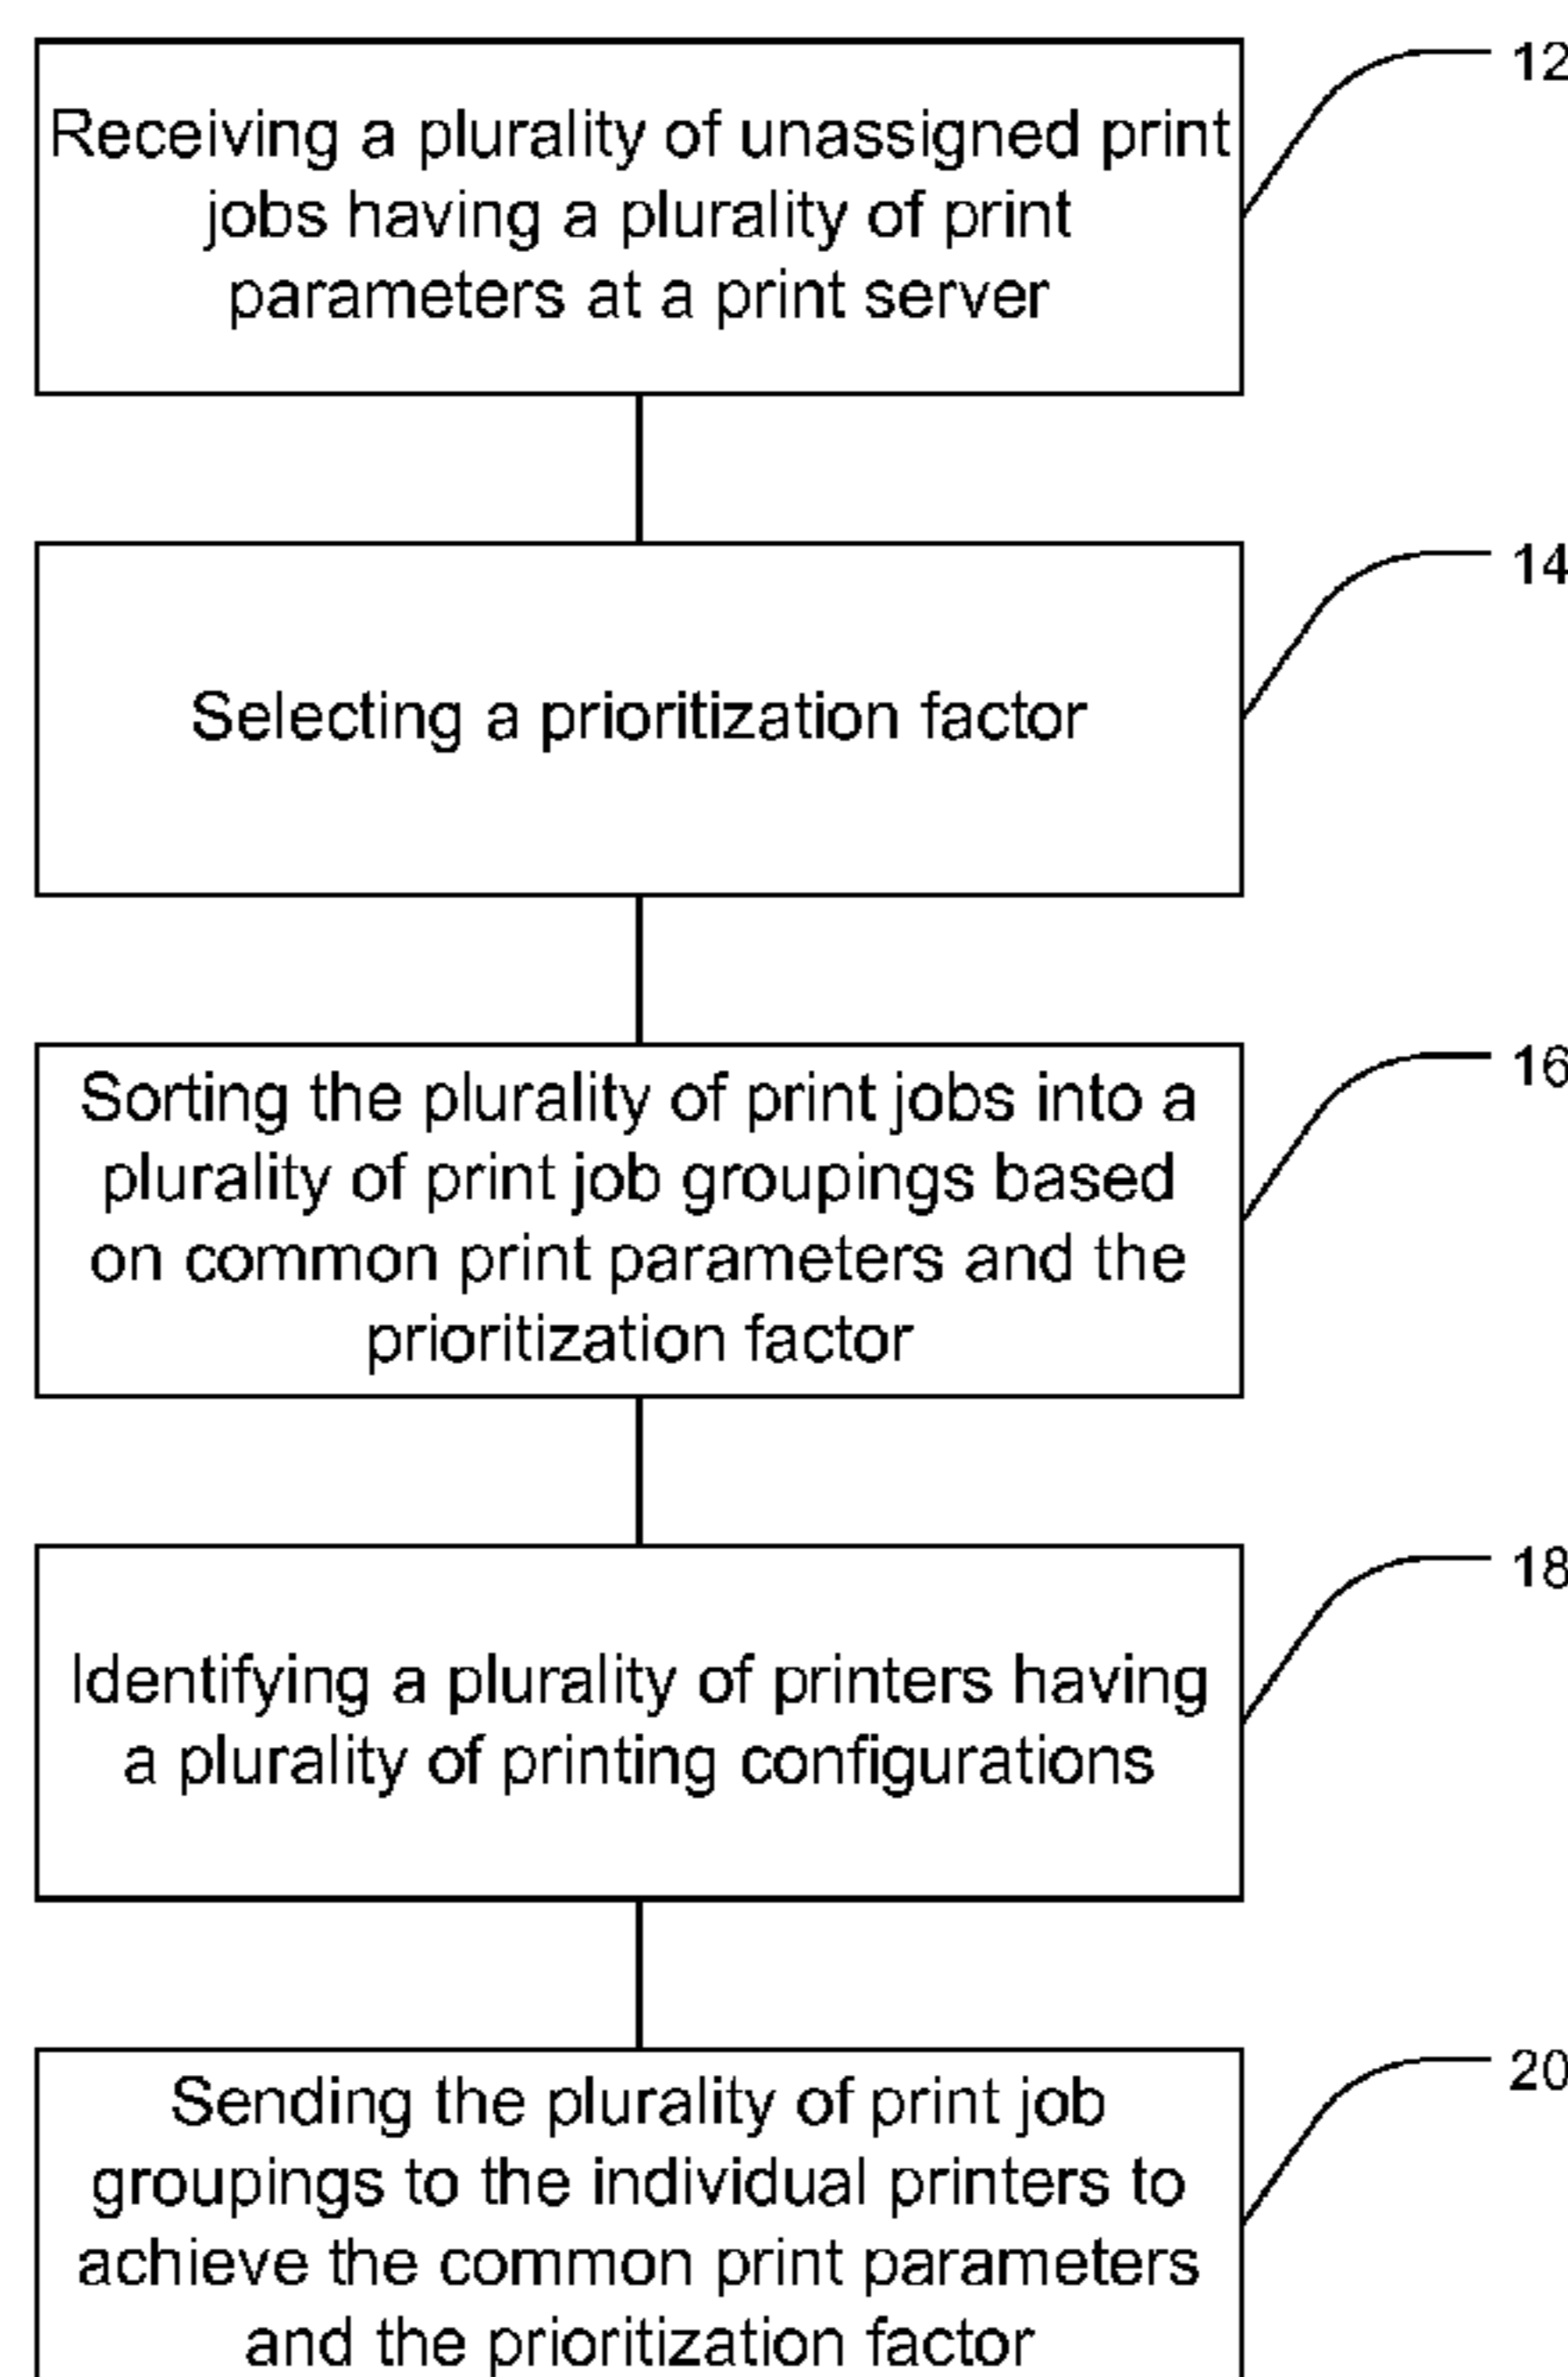 12
Receiving a plurality of unassigned print
jobs having a plurality of print
parameters at a print server
14
Selecting a prioritization factor
16
Sorting the plurality of print jobs into a
plurality of print job groupings based
on common print parameters and the
prioritization factor
18
Identifying a plurality of printers having
a plurality of printing configurations
20
Sending the plurality of print job
groupings to the individual printers to
achieve the common print parameters
and the prioritization factor